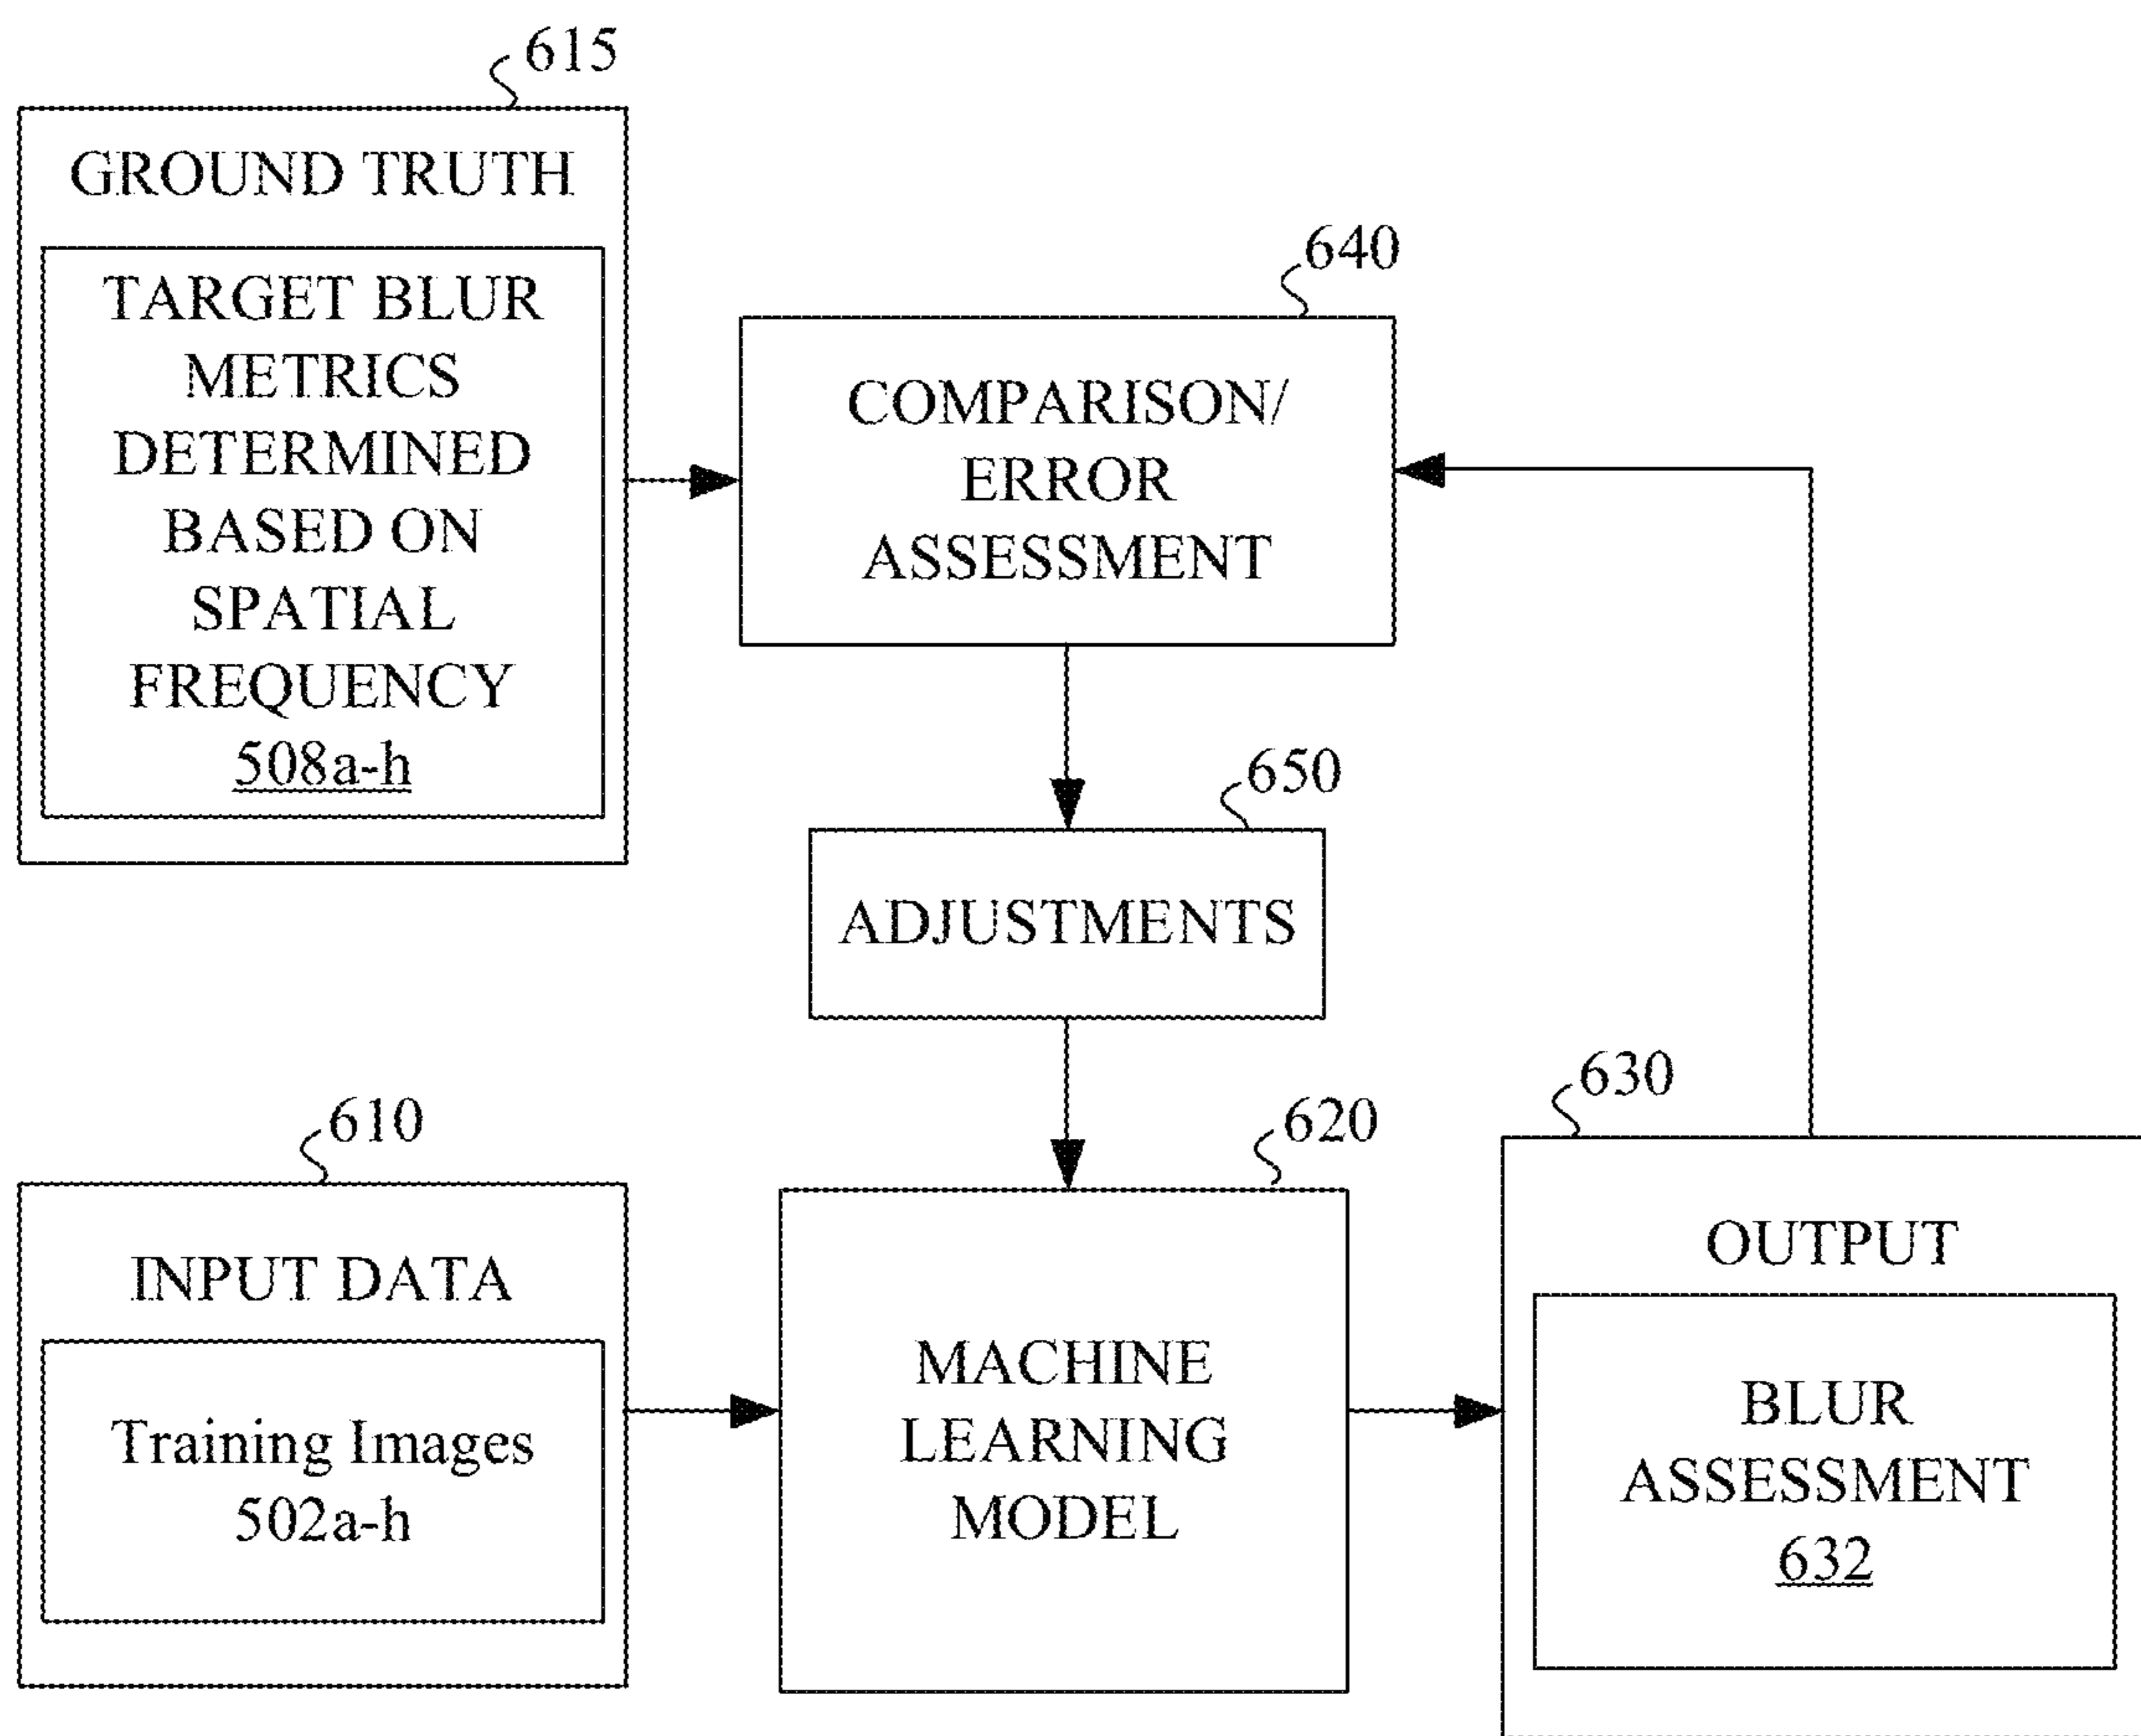 615
GROUND TRUTH
TARGET BLUR
METRICS
DETERMINED
BASED ON
SPATIAL
FREQUENCY
508a-h
640
COMPARISON/
ERROR
ASSESSMENT
650
ADJUSTMENTS
610
INPUT DATA
Training Images
502a-h
620
MACHINE
LEARNING
MODEL
630
OUTPUT
BLUR
ASSESSMENT
632